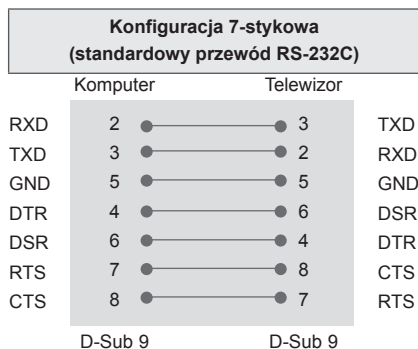 Konfiguracja 7-stykowa
(standardowy przewód RS-232C)
Komputer Telewizor
RXD 2 3 TXD
TXD 3 2 RXD
GND 5 5 GND
DTR 4 6 DSR
DSR 6 4 DTR
RTS 7 8 CTS
CTS 8 7 RTS
D-Sub 9 D-Sub 9